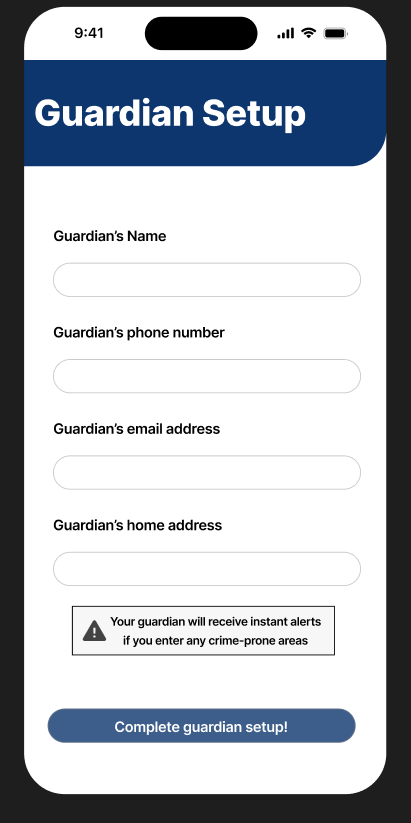 9:41
Guardian Setup
Guardian’s Name
Guardian’s phone number
Guardian’s email address
Guardian’s home address
Your guardian will receive instant alerts
if you enter any crime-prone areas
Complete guardian setup!